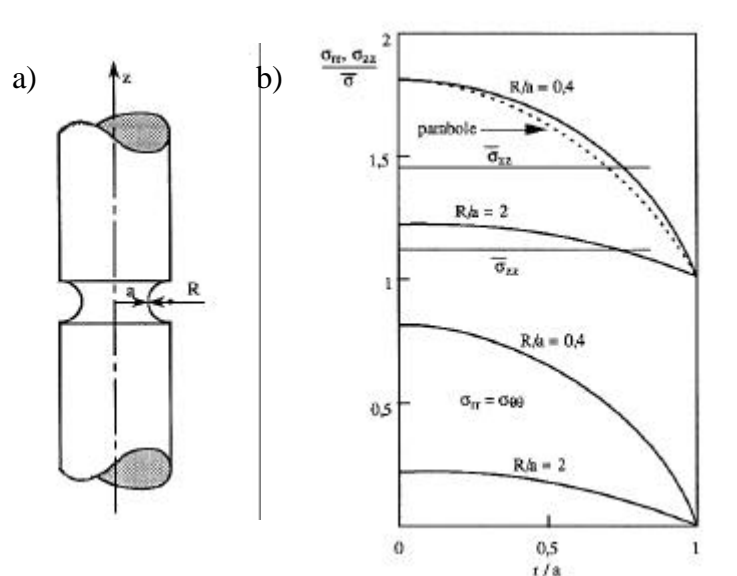 a)
z
a
R
b)
σrr, σzz
σ̅
2
1,5
1
0,5
R/a = 0,4
parabole
σ̅zz
R/a = 2
σ̅zz
R/a = 0,4
σrr = σθθ
R/a = 2
0
0,5
1
r / a